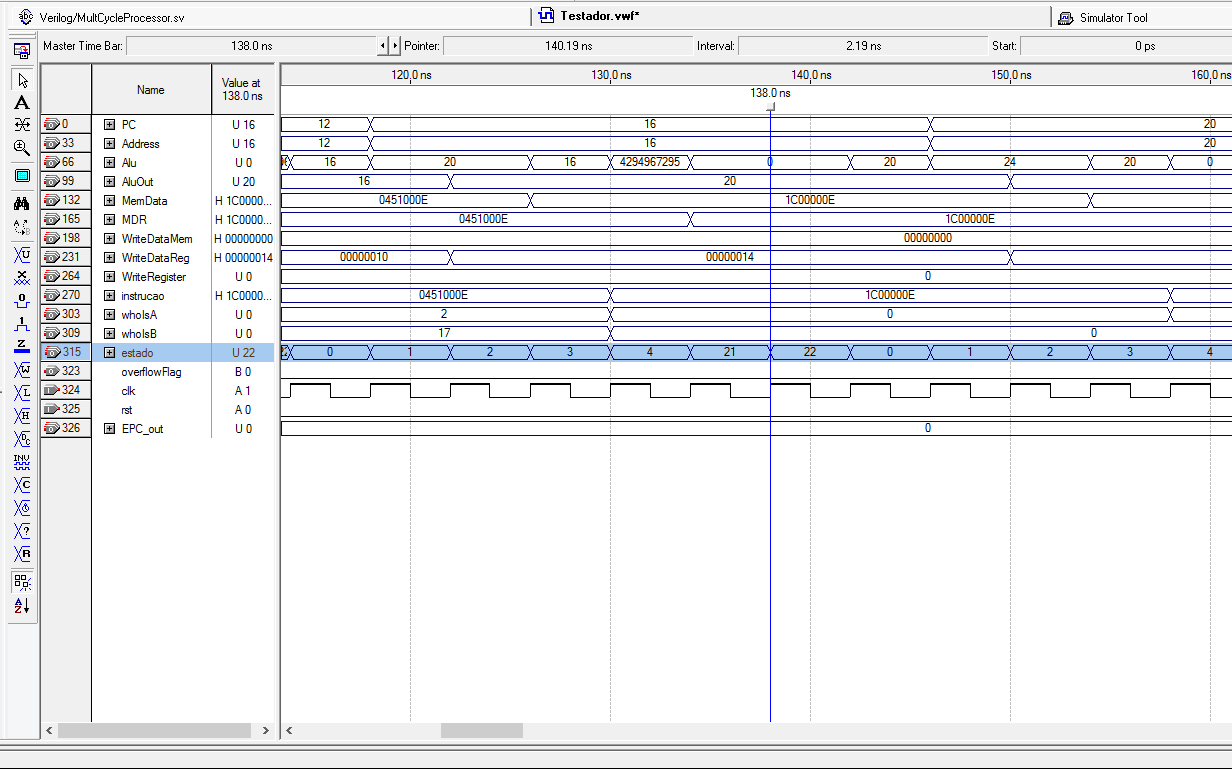 Verilog/MultCycleProcessor.sv Testador.vwf* Simulator Tool
Master Time Bar: 138.0 ns Pointer: 140.19 ns Interval: 2.19 ns Start: 0 ps
Name Value at 138.0 ns 120.0 ns 130.0 ns 140.0 ns 150.0 ns 160.0 ns
138.0 ns
0 PC U 16 12 16 20
33 Address U 16 12 16 20
66 Alu U 0 16 20 16 4294967295 0 20 24 20 0
99 AluOut U 20 16 20
132 MemData H 1C0000... 0451000E 1C00000E
165 MDR H 1C0000... 0451000E 1C00000E
198 WriteDataMem H 00000000 00000000
231 WriteDataReg H 00000014 00000010 00000014
264 WriteRegister U 0 0
270 instrucao H 1C0000... 0451000E 1C00000E
303 whoIsA U 0 2 0
309 whoIsB U 0 17 0
315 estado U 22 0 1 2 3 4 21 22 0 1 2 3 4
323 overflowFlag B 0
324 clk A 1
325 rst A 0
326 EPC_out U 0 0